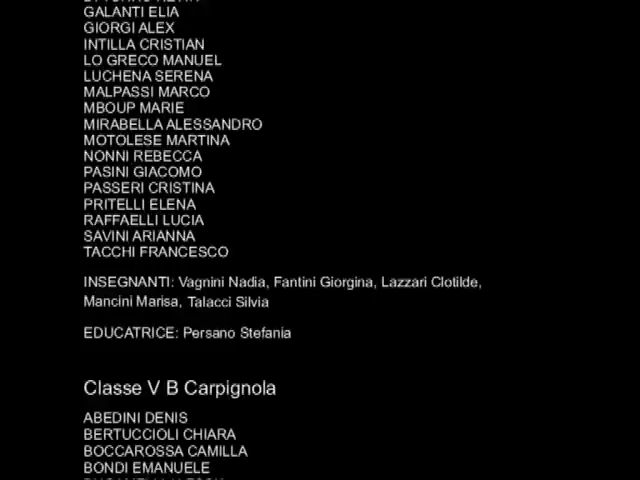 GALANTI ELIA
GIORGI ALEX
INTILLA CRISTIAN
LO GRECO MANUEL
LUCHENA SERENA
MALPASSI MARCO
MBOUP MARIE
MIRABELLA ALESSANDRO
MOTOLESE MARTINA
NONNI REBECCA
PASINI GIACOMO
PASSERI CRISTINA
PRITELLI ELENA
RAFFAELLI LUCIA
SAVINI ARIANNA
TACCHI FRANCESCO
INSEGNANTI: Vagnini Nadia, Fantini Giorgina, Lazzari Clotilde,
Mancini Marisa, Talacci Silvia
EDUCATRICE: Persano Stefania
Classe V B Carpignola
ABEDINI DENIS
BERTUCCIOLI CHIARA
BOCCAROSSA CAMILLA
BONDI EMANUELE